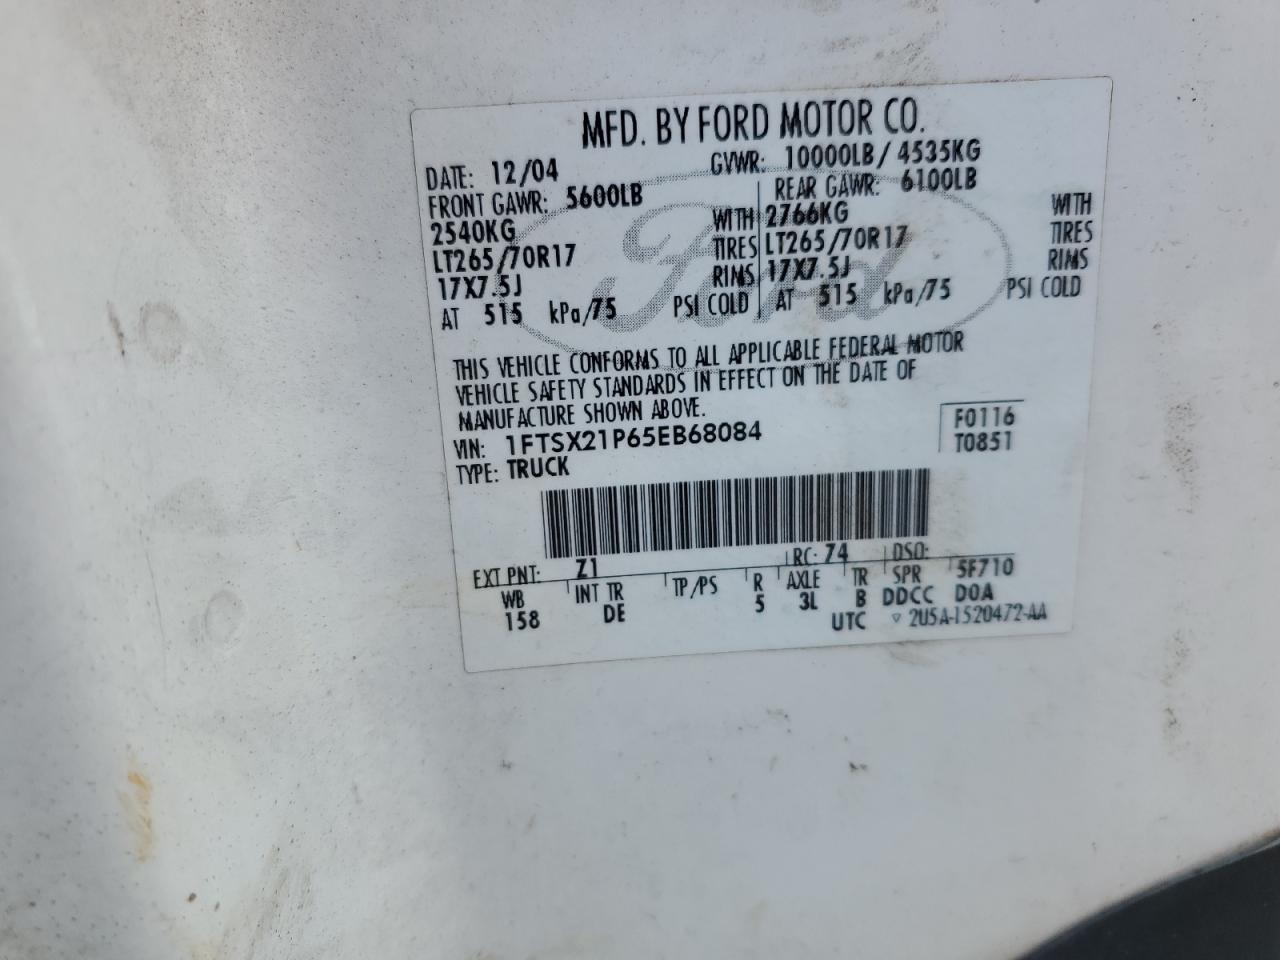 MFD. BY FORD MOTOR CO.
DATE: 12/04 GVWR: 10000LB/ 4535KG
FRONT GAWR: 5600LB REAR GAWR: 6100LB
2540KG WITH 2766KG WITH
LT265/70R17 TIRES LT265/70R17 TIRES
17X7.5J RIMS 17X7.5J RIMS
AT 515 kPa/75 PSI COLD AT 515 kPa/75 PSI COLD
Ford
THIS VEHICLE CONFORMS TO ALL APPLICABLE FEDERAL MOTOR
VEHICLE SAFETY STANDARDS IN EFFECT ON THE DATE OF
MANUFACTURE SHOWN ABOVE.
VIN: 1FTSX21P65EB68084 F0116
TYPE: TRUCK T0851
EXT PNT: Z1 RC: 74 DSO:
WB INT TR TP/PS R AXLE TR SPR 5F710
158 DE 5 3L B DDCC D0A
UTC ▽ 2U5A-1520472-AA